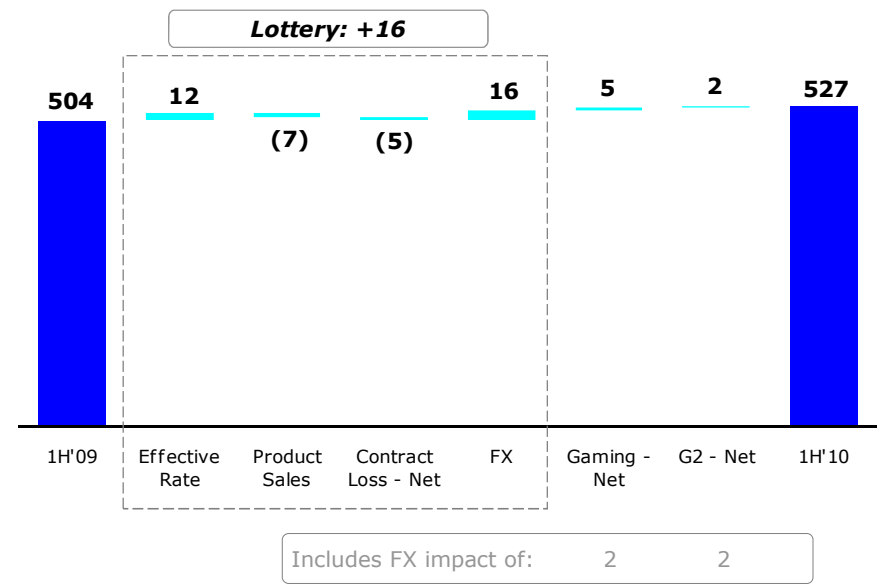 Lottery: +16
504
12
(7)
(5)
16
5
2
527
1H'09
Effective
Rate
Product
Sales
Contract
Loss - Net
FX
Gaming -
Net
G2 - Net
1H'10
Includes FX impact of: 2 2